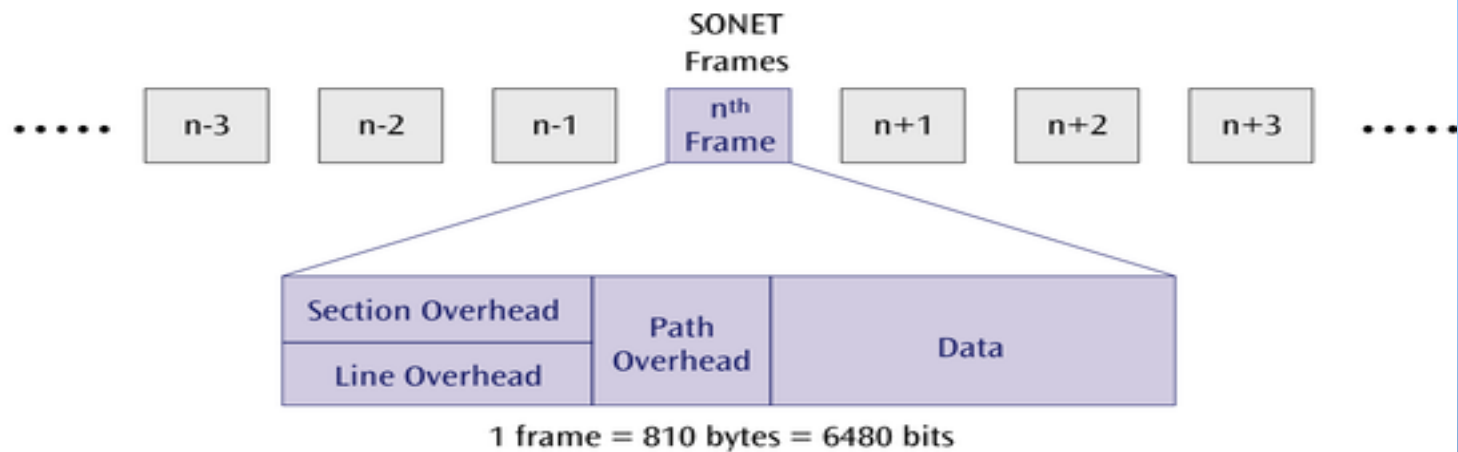 SONET
Frames
..... n-3 n-2 n-1 nth n+1 n+2 n+3 .....
Frame
Section Overhead
Line Overhead
Path
Overhead
Data
1 frame = 810 bytes = 6480 bits